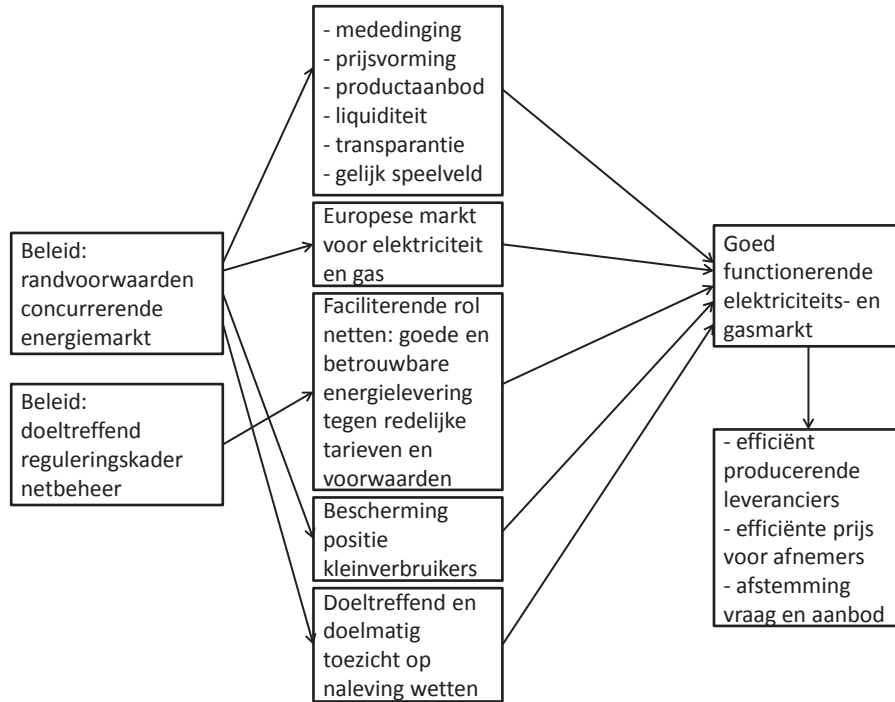 Beleid:
randvoorwaarden
concurrerende
energiemarkt
Beleid:
doeltreffend
reguleringskader
netbeheer
- mededinging
- prijsvorming
- productaanbod
- liquiditeit
- transparantie
- gelijk speelveld
Europese markt
voor elektriciteit
en gas
Faciliterende rol
netten: goede en
betrouwbare
energielevering
tegen redelijke
tarieven en
voorwaarden
Bescherming
positie
kleinverbruikers
Doeltreffend en
doelmatig
toezicht op
naleving wetten
Goed
functionerende
elektriciteits- en
gasmarkt
- efficiënt
producerende
leveranciers
- efficiënte prijs
voor afnemers
- afstemming
vraag en aanbod